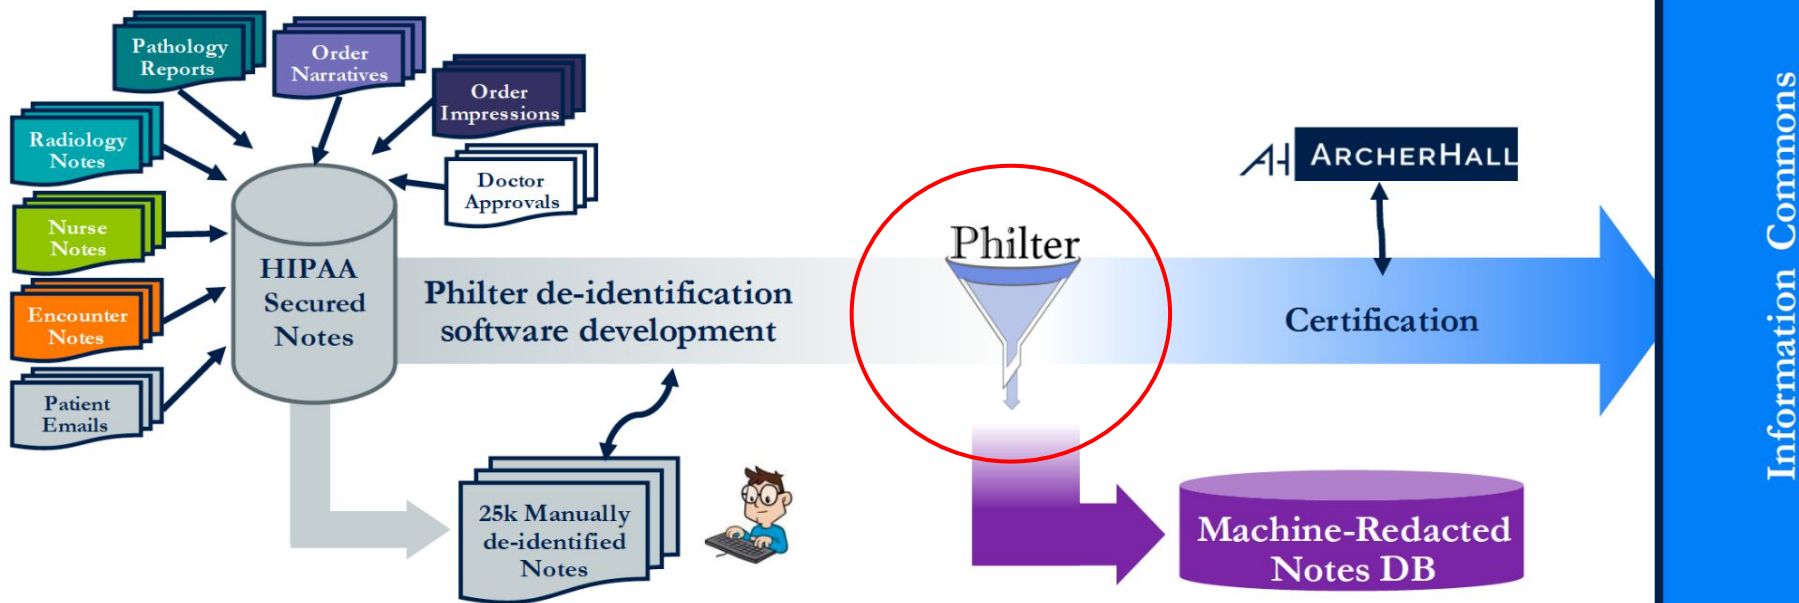 Pathology
Reports
Order
Narratives
Order
Impressions
Radiology
Notes
Doctor
Approvals
Nurse
Notes
Encounter
Notes
Patient
Emails
HIPAA
Secured
Notes
Philter de-identification
software development
25k Manually
de-identified
Notes
Philter
AH ARCHERHALL
Certification
Machine-Redacted
Notes DB
Information Commons